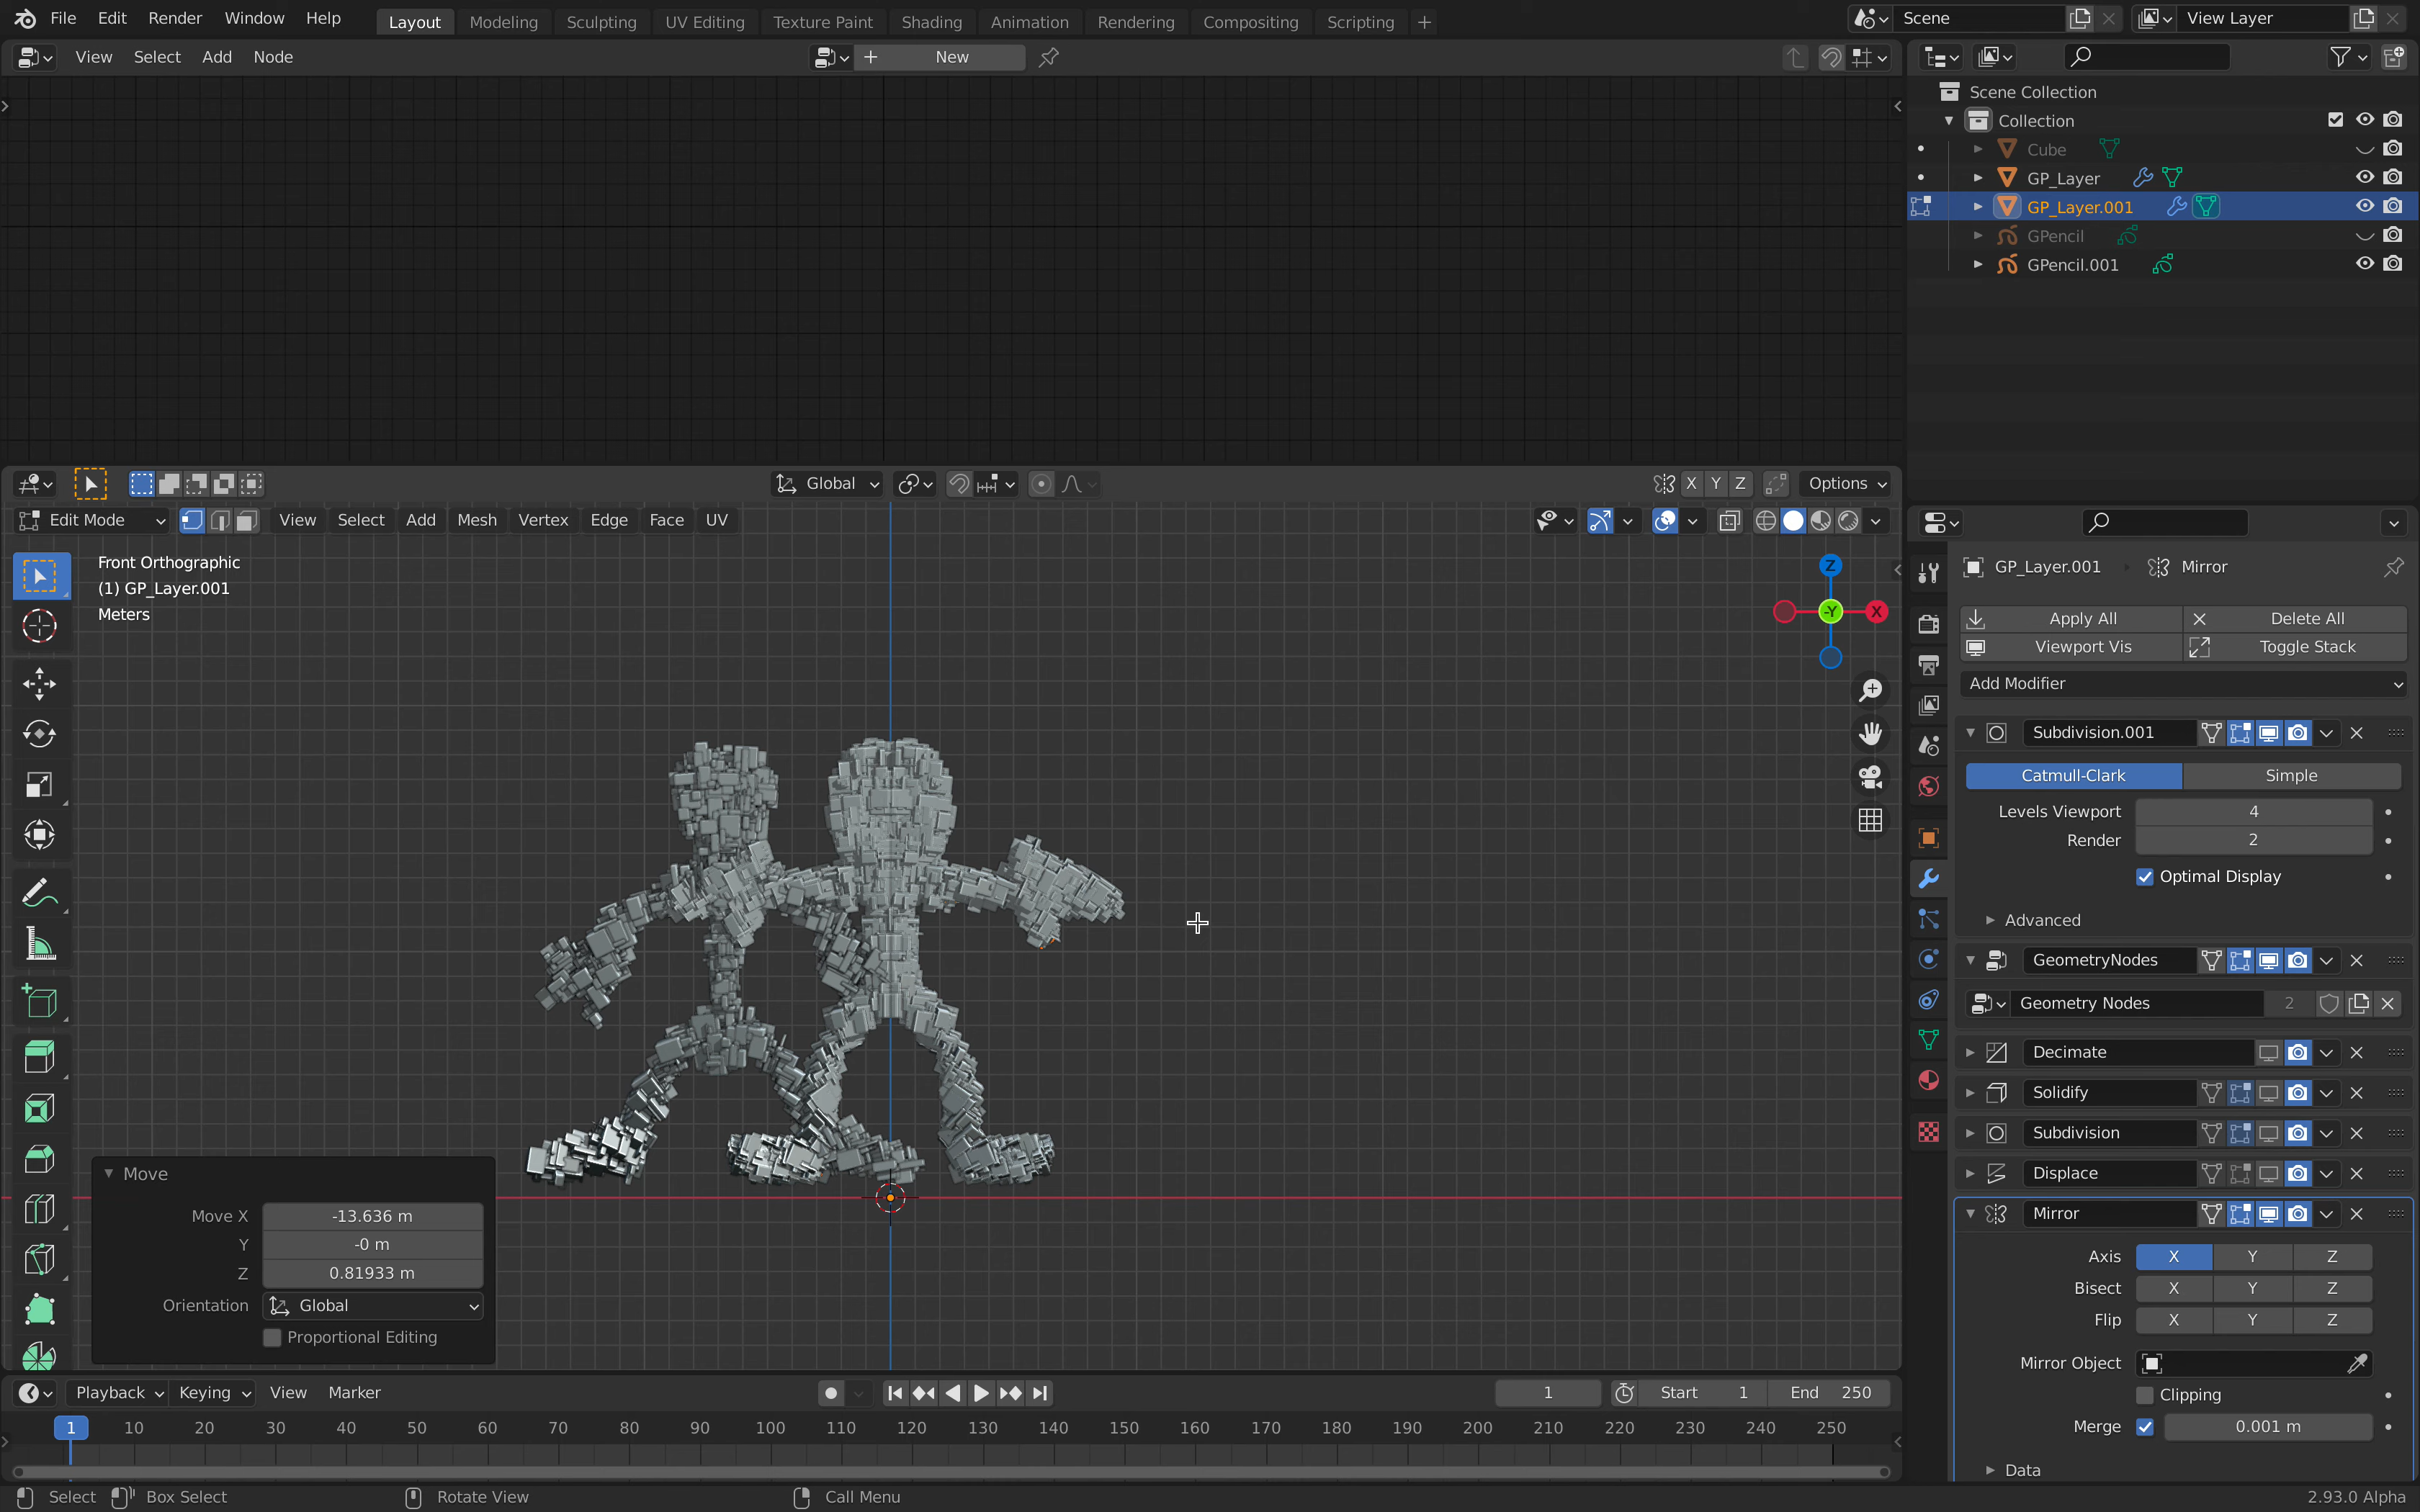 File Edit Render Window Help Layout Modeling Sculpting UV Editing Texture Paint Shading Animation Rendering Compositing Scripting + Scene View Layer
View Select Add Node + New
Scene Collection
Collection
Cube
GP_Layer
GP_Layer.001
GPencil
GPencil.001
Global X Y Z Options
Edit Mode View Select Add Mesh Vertex Edge Face UV
Front Orthographic
(1) GP_Layer.001
Meters
Z
-Y X
Move
Move X -13.636 m
Y -0 m
Z 0.81933 m
Orientation Global
Proportional Editing
GP_Layer.001 Mirror
Apply All Delete All
Viewport Vis Toggle Stack
Add Modifier
Subdivision.001
Catmull-Clark Simple
Levels Viewport 4
Render 2
Optimal Display
Advanced
GeometryNodes
Geometry Nodes 2
Decimate
Solidify
Subdivision
Displace
Mirror
Axis X Y Z
Bisect X Y Z
Flip X Y Z
Mirror Object
Clipping
Merge 0.001 m
Data
Playback Keying View Marker 1 Start 1 End 250
1 10 20 30 40 50 60 70 80 90 100 110 120 130 140 150 160 170 180 190 200 210 220 230 240 250
Select Box Select Rotate View Call Menu 2.93.0 Alpha